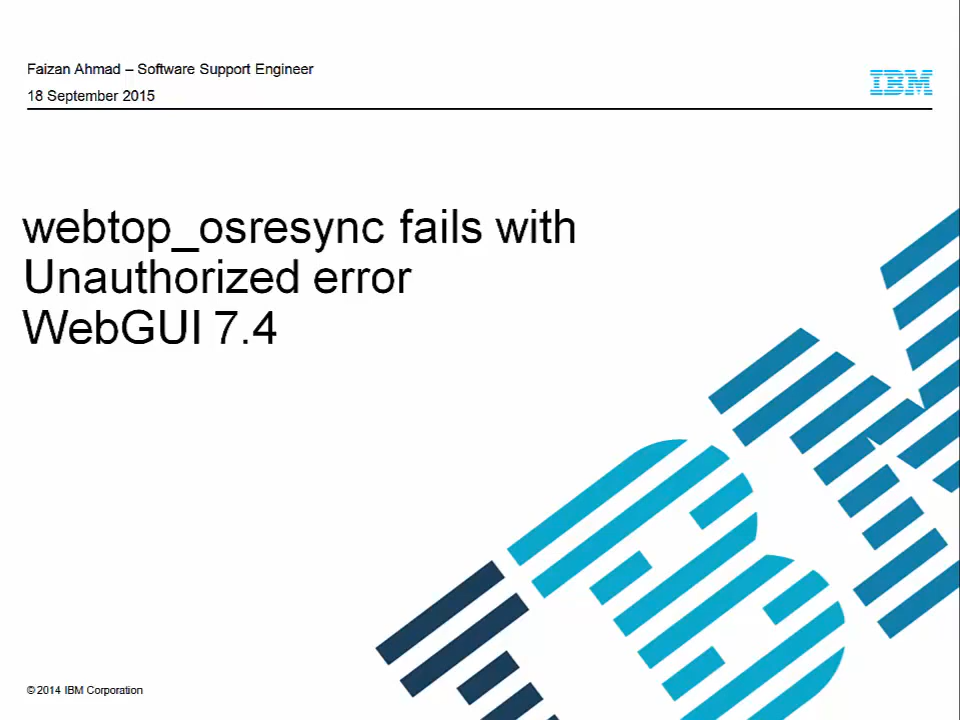 Faizan Ahmad – Software Support Engineer
IBM
18 September 2015
webtop_osresync fails with
Unauthorized error
WebGUI 7.4
© 2014 IBM Corporation